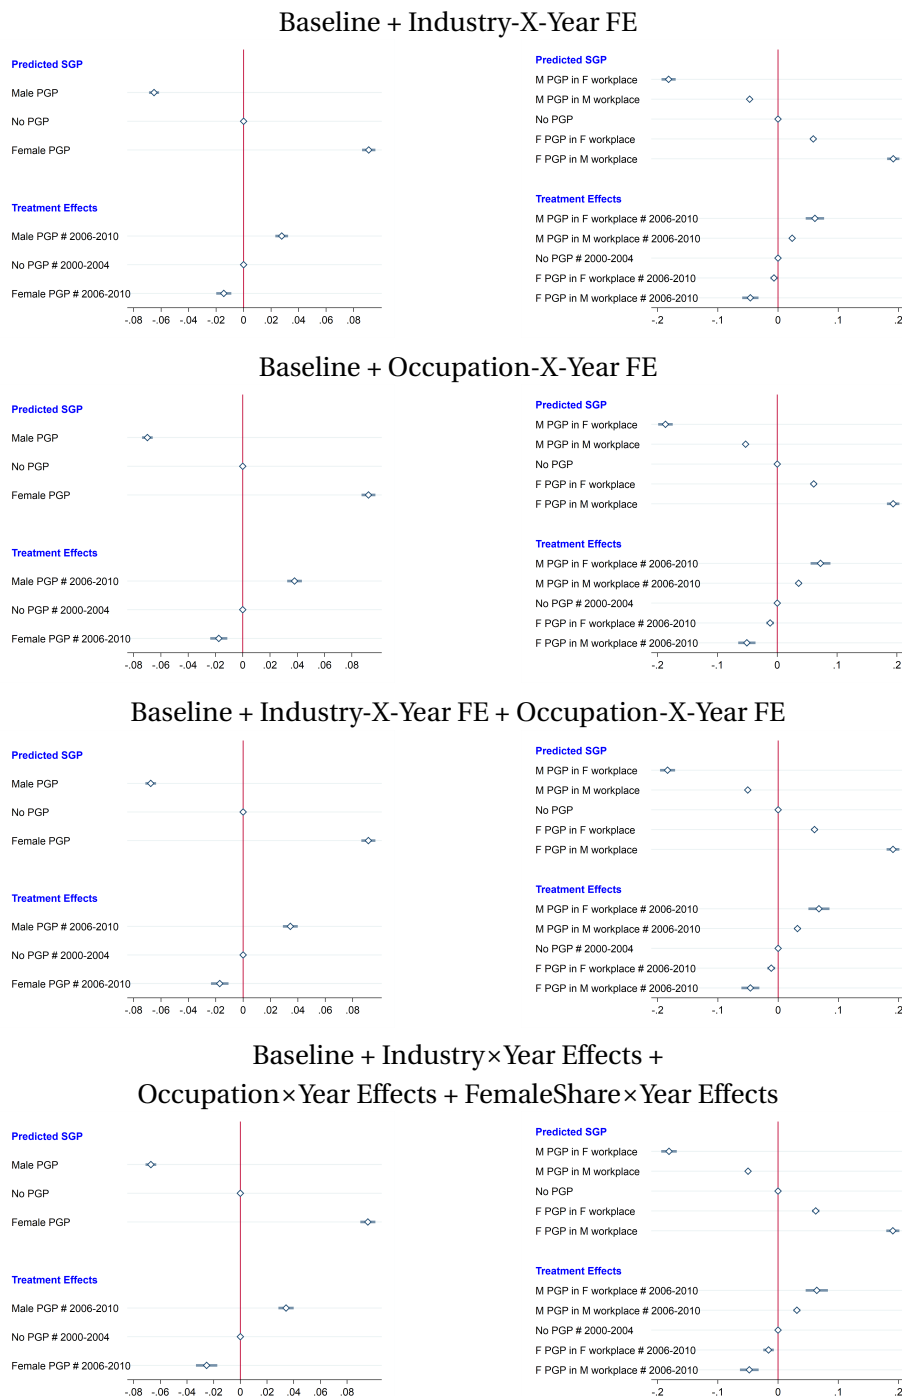 Baseline + Industry-X-Year FE
Predicted SGP
Male PGP
No PGP
Female PGP
Treatment Effects
Male PGP # 2006-2010
No PGP # 2000-2004
Female PGP # 2006-2010
-.08 -.06 -.04 -.02 0 .02 .04 .06 .08
Predicted SGP
M PGP in F workplace
M PGP in M workplace
No PGP
F PGP in F workplace
F PGP in M workplace
Treatment Effects
M PGP in F workplace # 2006-2010
M PGP in M workplace # 2006-2010
No PGP # 2000-2004
F PGP in F workplace # 2006-2010
F PGP in M workplace # 2006-2010
-.2 -.1 0 .1 .2
Baseline + Occupation-X-Year FE
Predicted SGP
Male PGP
No PGP
Female PGP
Treatment Effects
Male PGP # 2006-2010
No PGP # 2000-2004
Female PGP # 2006-2010
-.08 -.06 -.04 -.02 0 .02 .04 .06 .08
Predicted SGP
M PGP in F workplace
M PGP in M workplace
No PGP
F PGP in F workplace
F PGP in M workplace
Treatment Effects
M PGP in F workplace # 2006-2010
M PGP in M workplace # 2006-2010
No PGP # 2000-2004
F PGP in F workplace # 2006-2010
F PGP in M workplace # 2006-2010
-.2 -.1 0 .1 .2
Baseline + Industry-X-Year FE + Occupation-X-Year FE
Predicted SGP
Male PGP
No PGP
Female PGP
Treatment Effects
Male PGP # 2006-2010
No PGP # 2000-2004
Female PGP # 2006-2010
-.08 -.06 -.04 -.02 0 .02 .04 .06 .08
Predicted SGP
M PGP in F workplace
M PGP in M workplace
No PGP
F PGP in F workplace
F PGP in M workplace
Treatment Effects
M PGP in F workplace # 2006-2010
M PGP in M workplace # 2006-2010
No PGP # 2000-2004
F PGP in F workplace # 2006-2010
F PGP in M workplace # 2006-2010
-.2 -.1 0 .1 .2
Baseline + Industry×Year Effects +
Occupation×Year Effects + FemaleShare×Year Effects
Predicted SGP
Male PGP
No PGP
Female PGP
Treatment Effects
Male PGP # 2006-2010
No PGP # 2000-2004
Female PGP # 2006-2010
-.08 -.06 -.04 -.02 0 .02 .04 .06 .08
Predicted SGP
M PGP in F workplace
M PGP in M workplace
No PGP
F PGP in F workplace
F PGP in M workplace
Treatment Effects
M PGP in F workplace # 2006-2010
M PGP in M workplace # 2006-2010
No PGP # 2000-2004
F PGP in F workplace # 2006-2010
F PGP in M workplace # 2006-2010
-.2 -.1 0 .1 .2